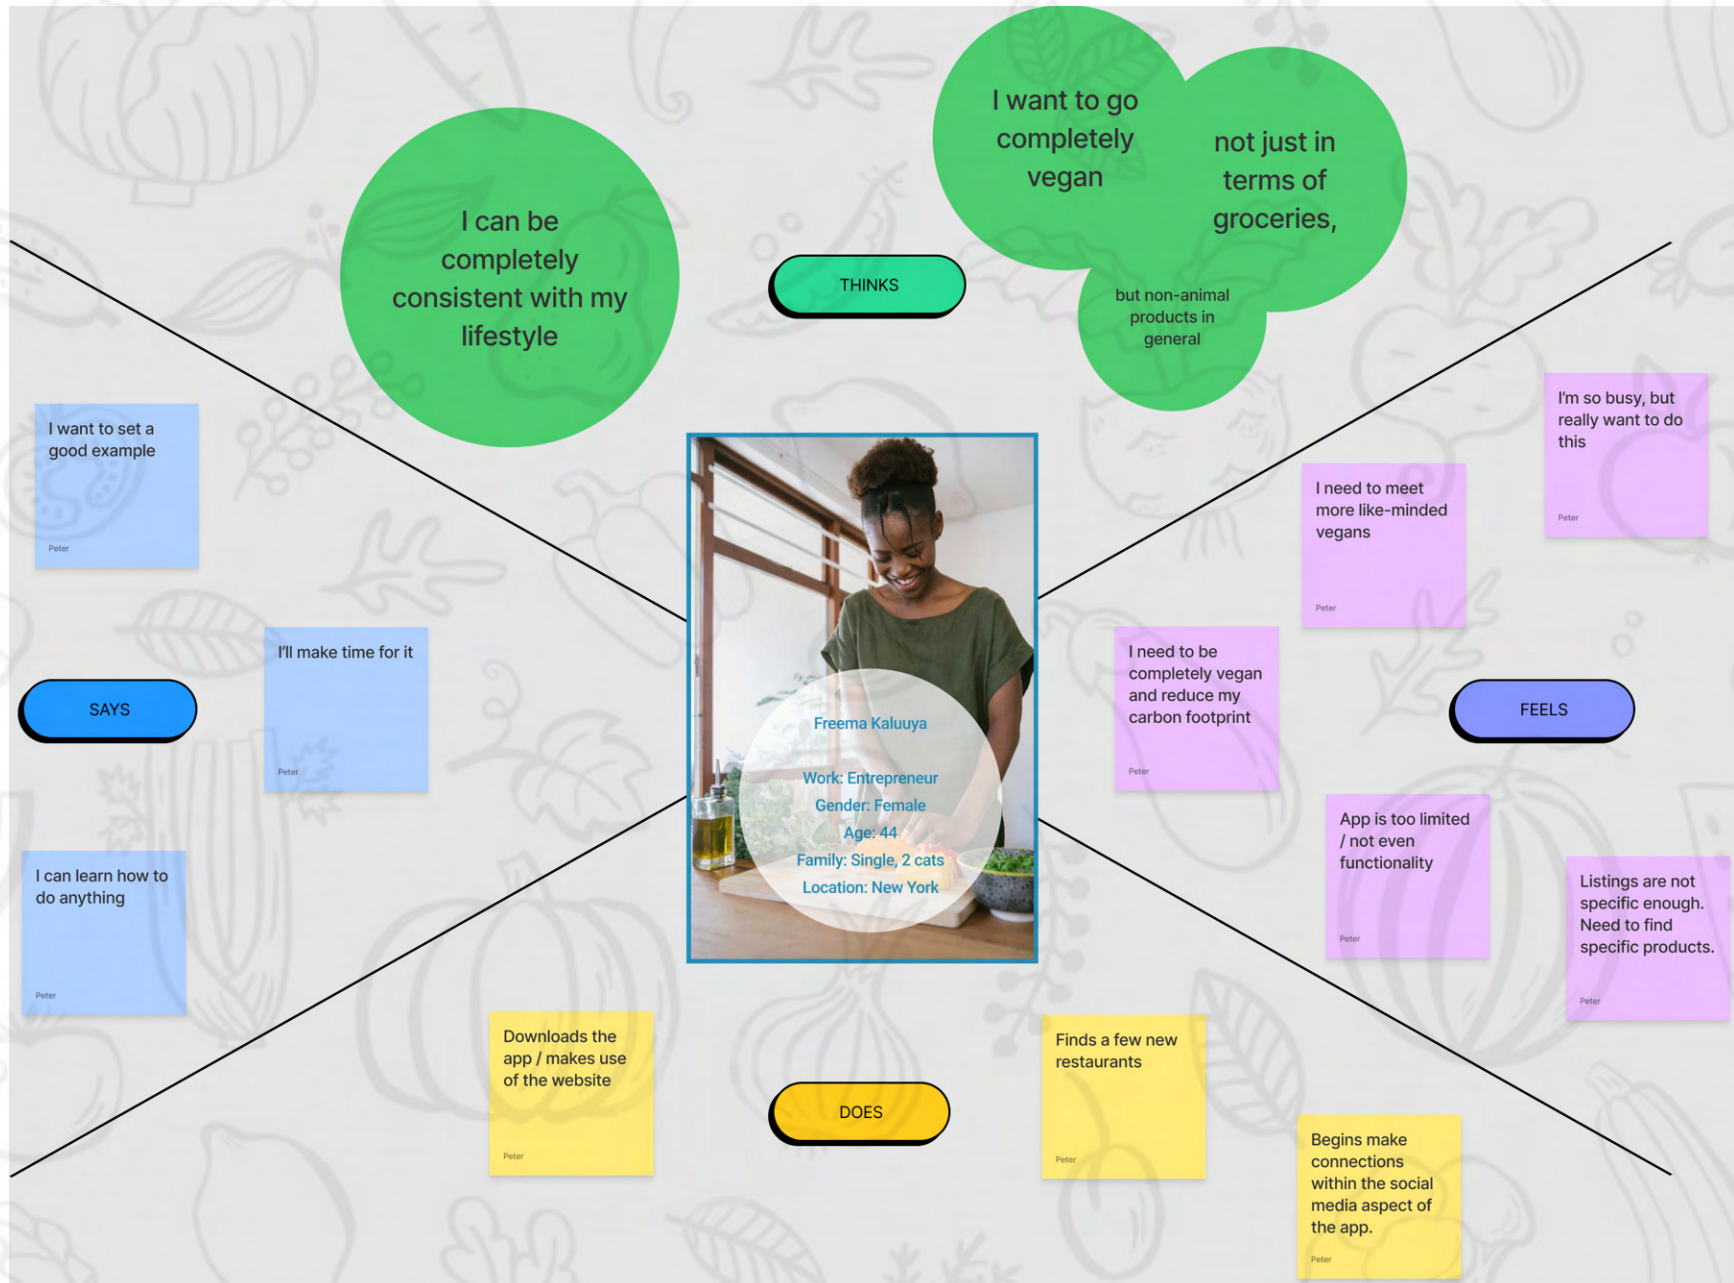 I can be
completely
consistent with my
lifestyle
THINKS
I want to go
completely
vegan
not just in
terms of
groceries,
but non-animal
products in
general
I want to set a
good example
Peter
I'll make time for it
Peter
SAYS
I can learn how to
do anything
Peter
Freema Kaluuya
Work: Entrepreneur
Gender: Female
Age: 44
Family: Single, 2 cats
Location: New York
I'm so busy, but
really want to do
this
Peter
I need to meet
more like-minded
vegans
Peter
I need to be
completely vegan
and reduce my
carbon footprint
Peter
FEELS
App is too limited
/ not even
functionality
Peter
Listings are not
specific enough.
Need to find
specific products.
Peter
Downloads the
app / makes use
of the website
Peter
DOES
Finds a few new
restaurants
Peter
Begins make
connections
within the social
media aspect of
the app.
Peter